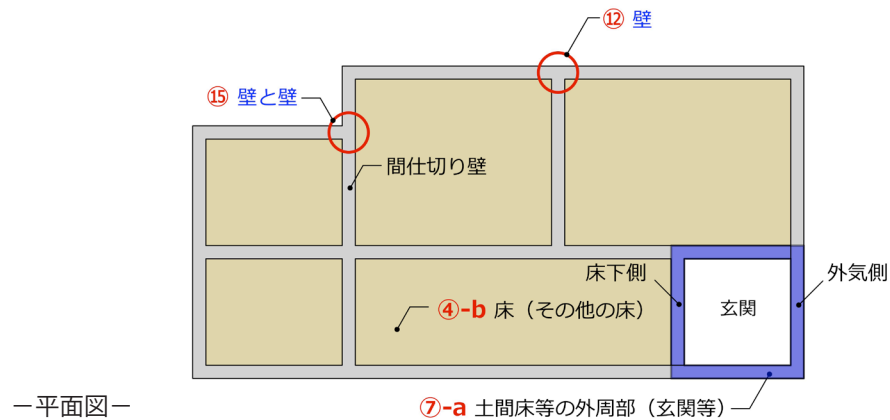 ⑫ 壁
⑮ 壁と壁
間仕切り壁
床下側
外気側
④-b 床（その他の床）
玄関
－平面図－
⑦-a 土間床等の外周部（玄関等）